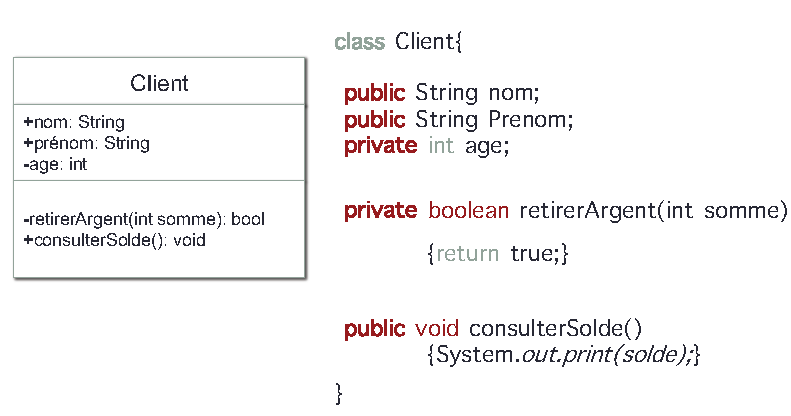 Client
+nom: String
+prénom: String
-age: int
-retirerArgent(int somme): bool
+consulterSolde(): void
class Client{
public String nom;
public String Prenom;
private int age;
private boolean retirerArgent(int somme)
{return true;}
public void consulterSolde()
{System.out.print(solde);}
}